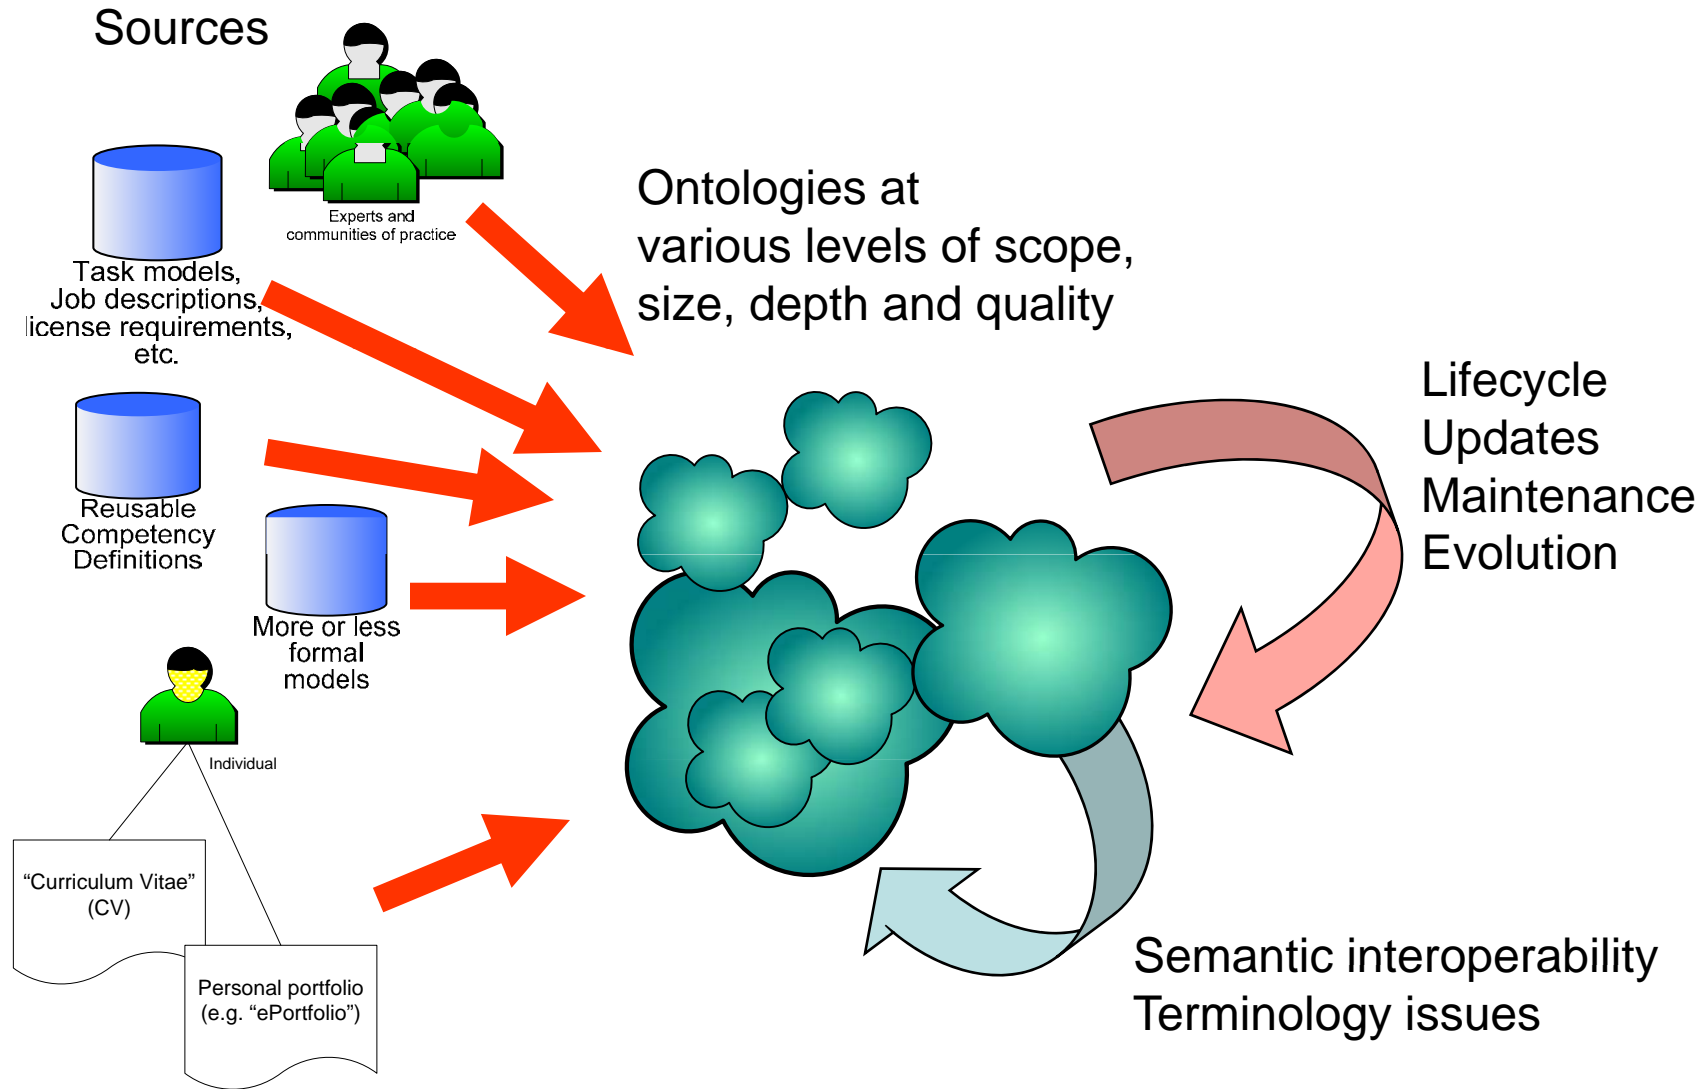 Sources
Experts and
communities of practice
Task models,
Job descriptions,
license requirements,
etc.
Reusable
Competency
Definitions
More or less
formal
models
Individual
“Curriculum Vitae”
(CV)
Personal portfolio
(e.g. “ePortfolio”)
Ontologies at
various levels of scope,
size, depth and quality
Lifecycle
Updates
Maintenance
Evolution
Semantic interoperability
Terminology issues